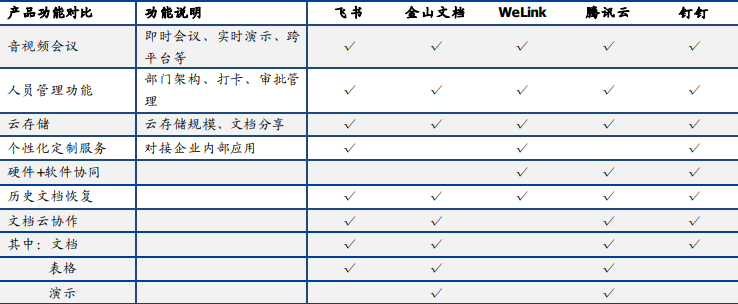 产品功能对比 功能说明 飞书 金山文档 WeLink 腾讯云 钉钉
音视频会议 即时会议、实时演示、跨平台等 ✓ ✓ ✓ ✓ ✓
人员管理功能 部门架构、打卡、审批管理 ✓ ✓ ✓ ✓ ✓
云存储 云存储规模、文档分享 ✓ ✓ ✓ ✓ ✓
个性化定制服务 对接企业内部应用 ✓ ✓ ✓
硬件+软件协同 ✓ ✓ ✓
历史文档恢复 ✓ ✓ ✓ ✓ ✓
文档云协作 ✓ ✓ ✓ ✓
其中：文档 ✓ ✓ ✓ ✓
表格 ✓ ✓ ✓
演示 ✓ ✓